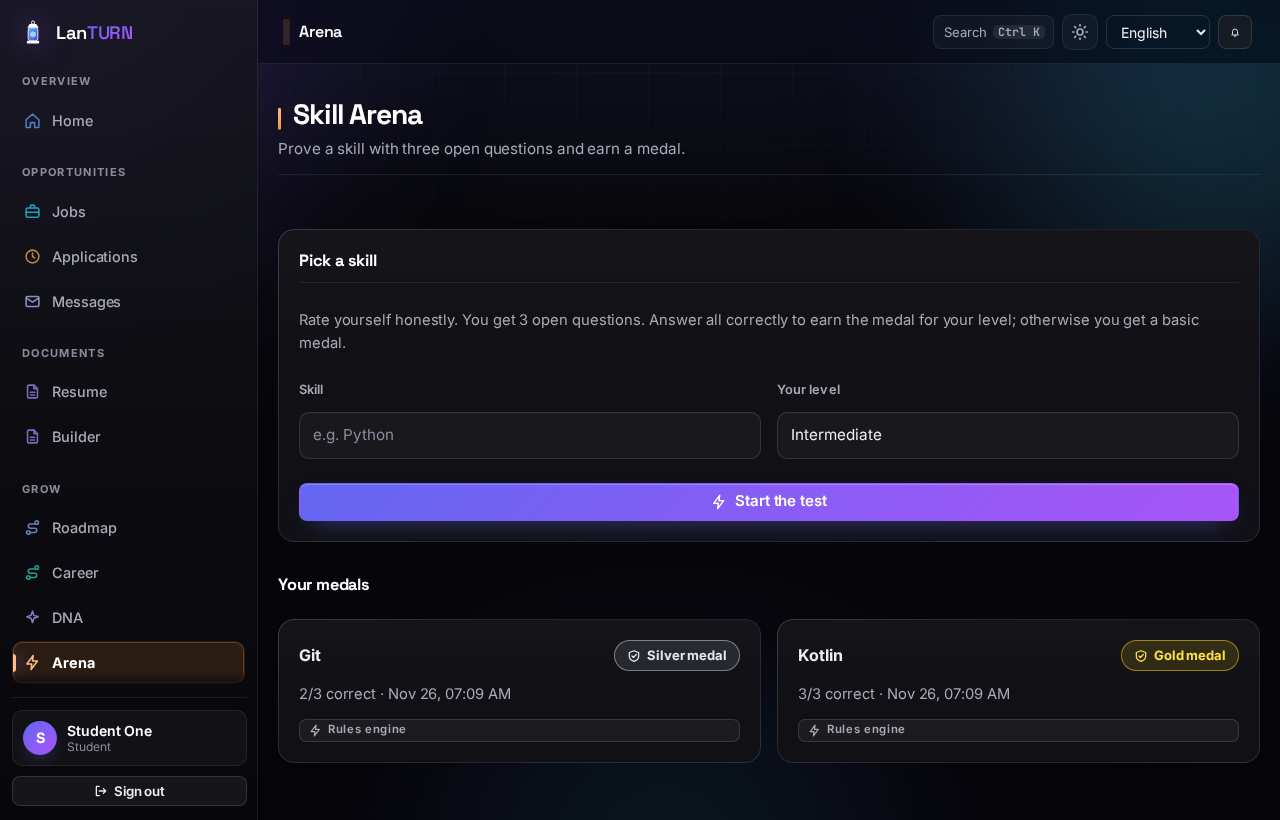 LanTURN
OVERVIEW
Home
OPPORTUNITIES
Jobs
Applications
Messages
DOCUMENTS
Resume
Builder
GROW
Roadmap
Career
DNA
Arena
S
Student One
Student
Sign out
Arena
Search Ctrl K
English
Skill Arena
Prove a skill with three open questions and earn a medal.
Pick a skill
Rate yourself honestly. You get 3 open questions. Answer all correctly to earn the medal for your level; otherwise you get a basic
medal.
Skill
Your level
e.g. Python
Intermediate
Start the test
Your medals
Git
Silver medal
2/3 correct · Nov 26, 07:09 AM
Rules engine
Kotlin
Gold medal
3/3 correct · Nov 26, 07:09 AM
Rules engine